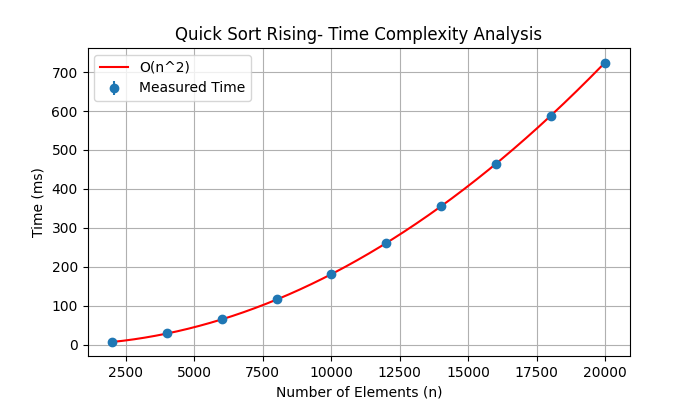 Quick Sort Rising- Time Complexity Analysis
O(n^2)
Measured Time
700
600
500
400
300
200
100
0
Time (ms)
2500 5000 7500 10000 12500 15000 17500 20000
Number of Elements (n)